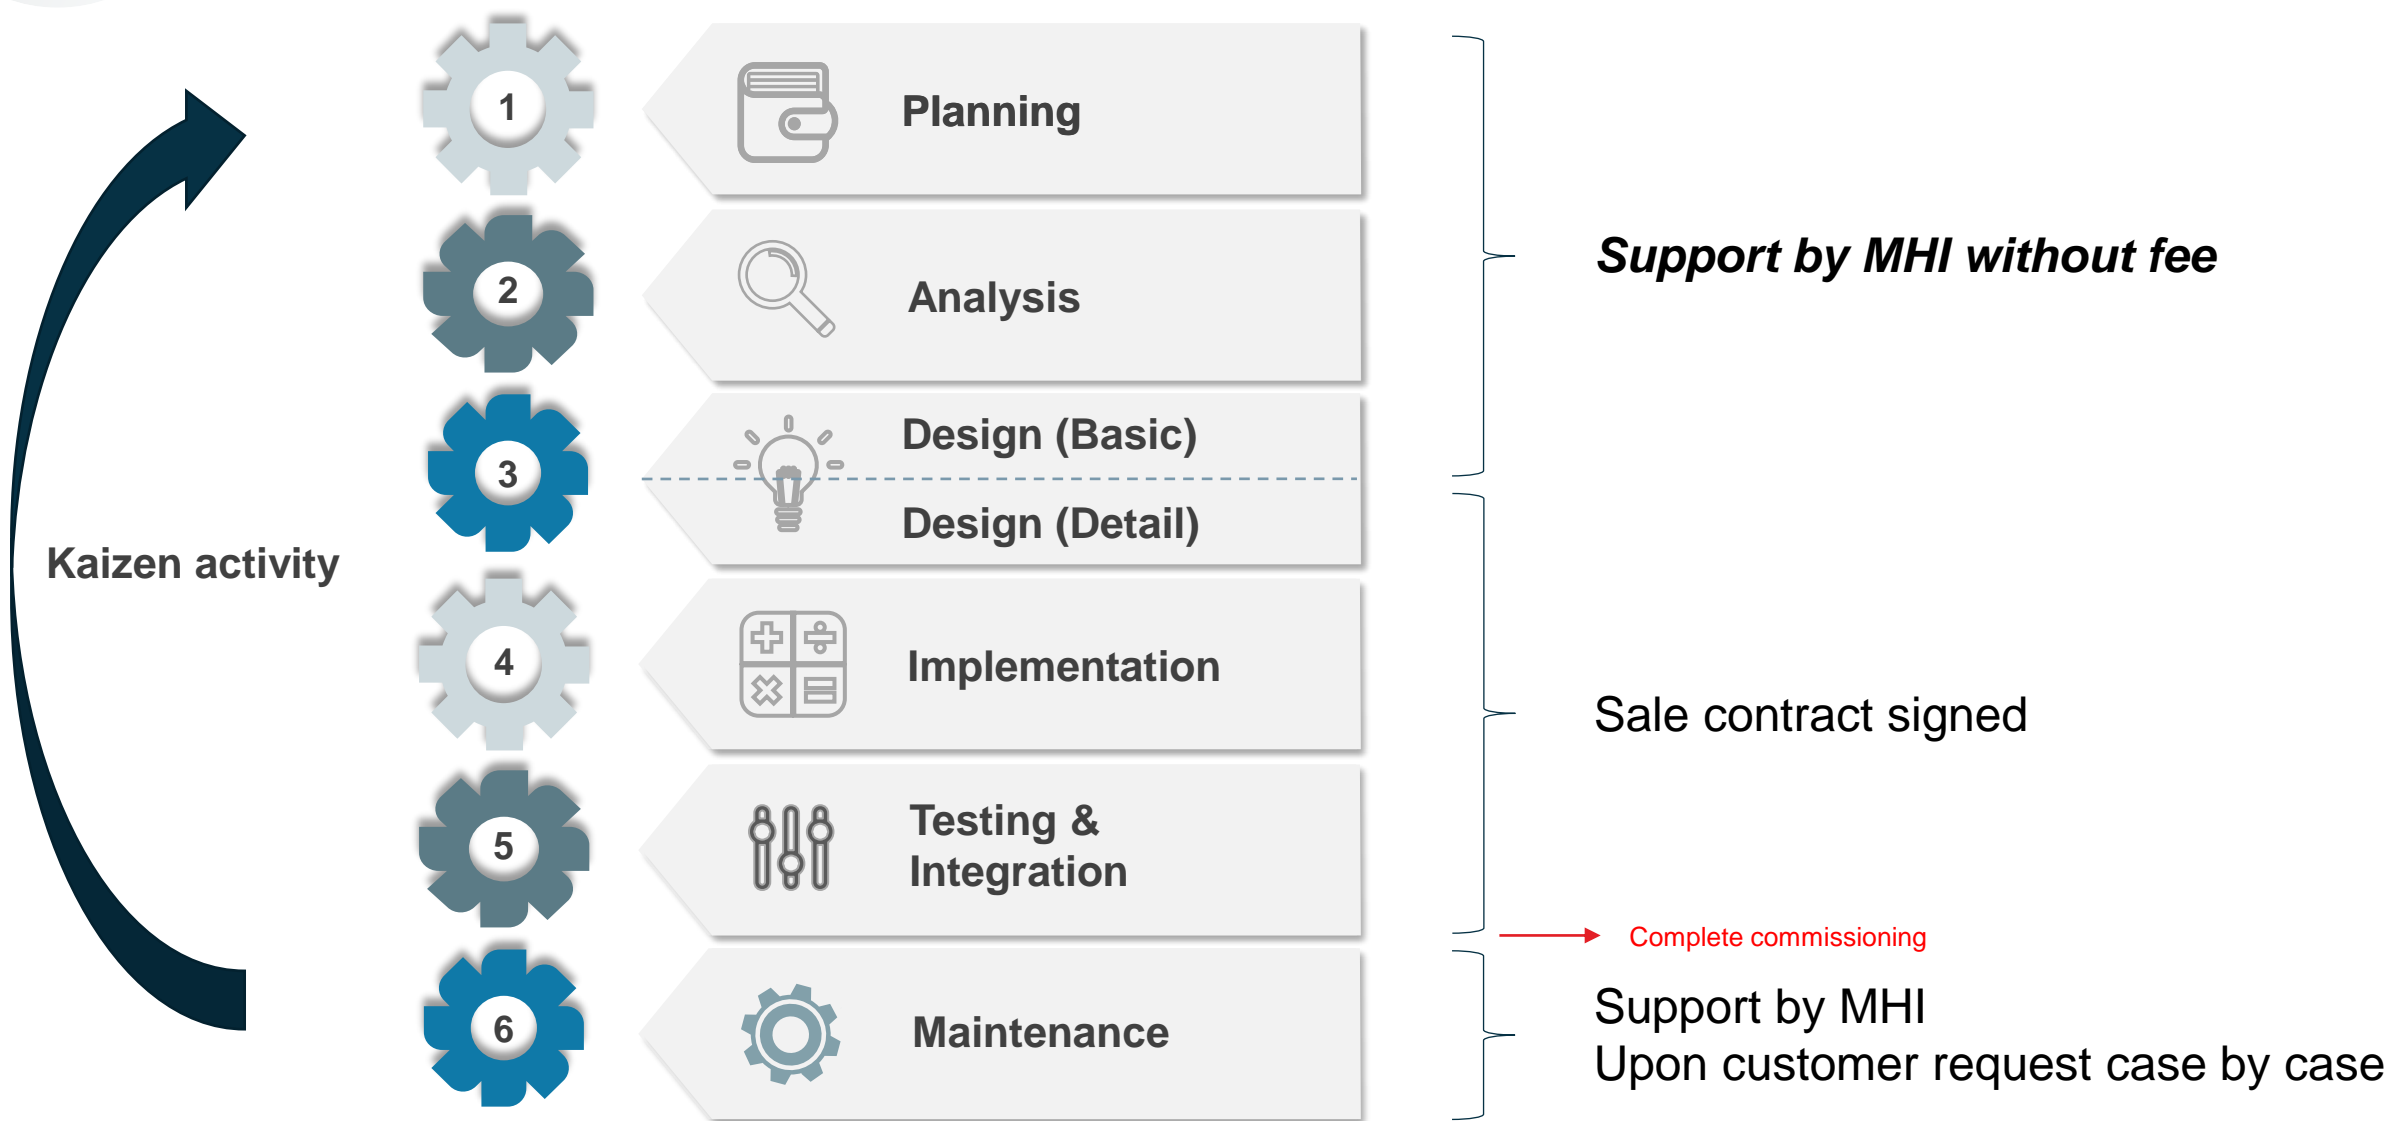 1
Planning
2
Analysis
Support by MHI without fee
3
Design (Basic)
Design (Detail)
Kaizen activity
4
Implementation
Sale contract signed
5
Testing &
Integration
Complete commissioning
6
Maintenance
Support by MHI
Upon customer request case by case